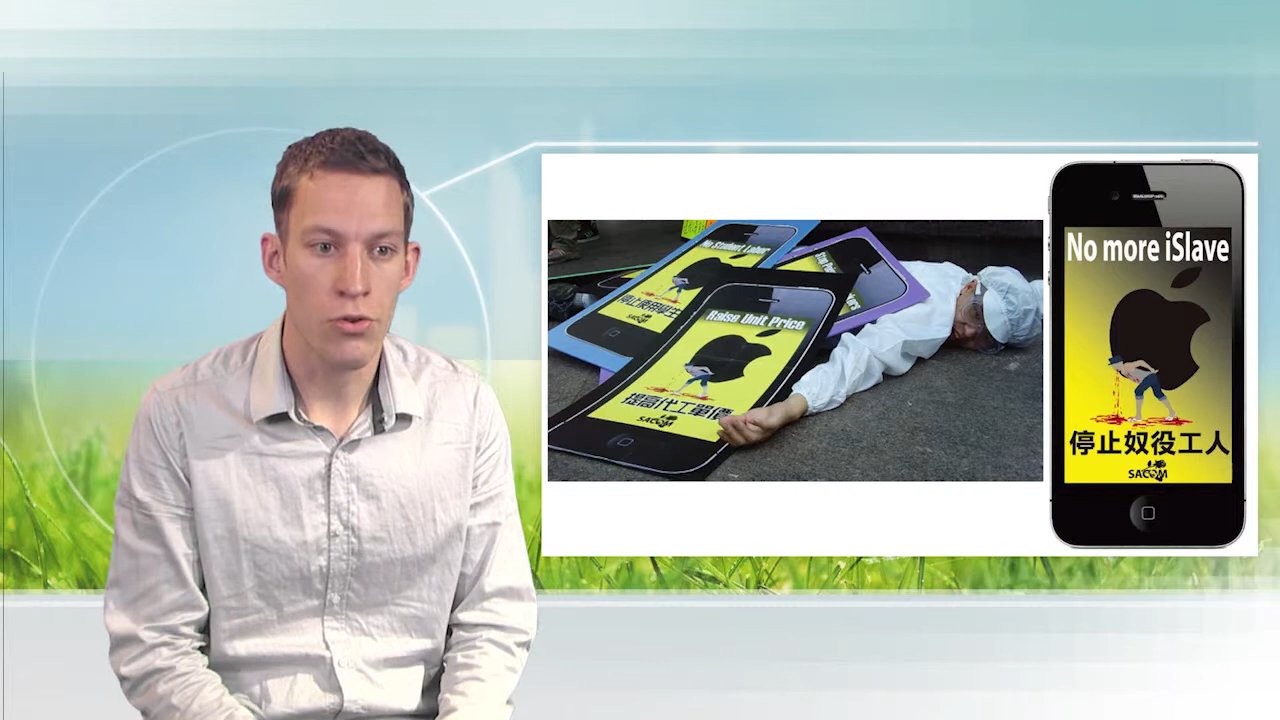 No Student Labor
Raise Unit Price
提高代工單價
SACOM
No more iSlave
停止奴役工人
SACOM